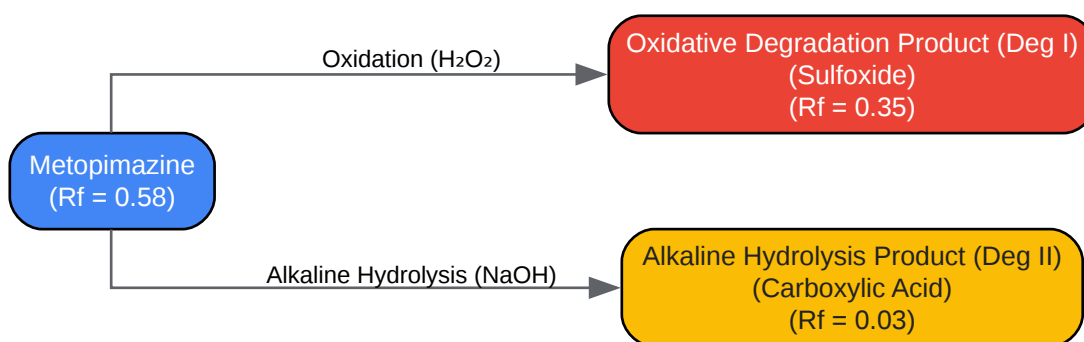 Oxidation (H₂O₂)
Oxidative Degradation Product (Deg I)
(Sulfoxide)
(Rf = 0.35)
Metopimazine
(Rf = 0.58)
Alkaline Hydrolysis (NaOH)
Alkaline Hydrolysis Product (Deg II)
(Carboxylic Acid)
(Rf = 0.03)